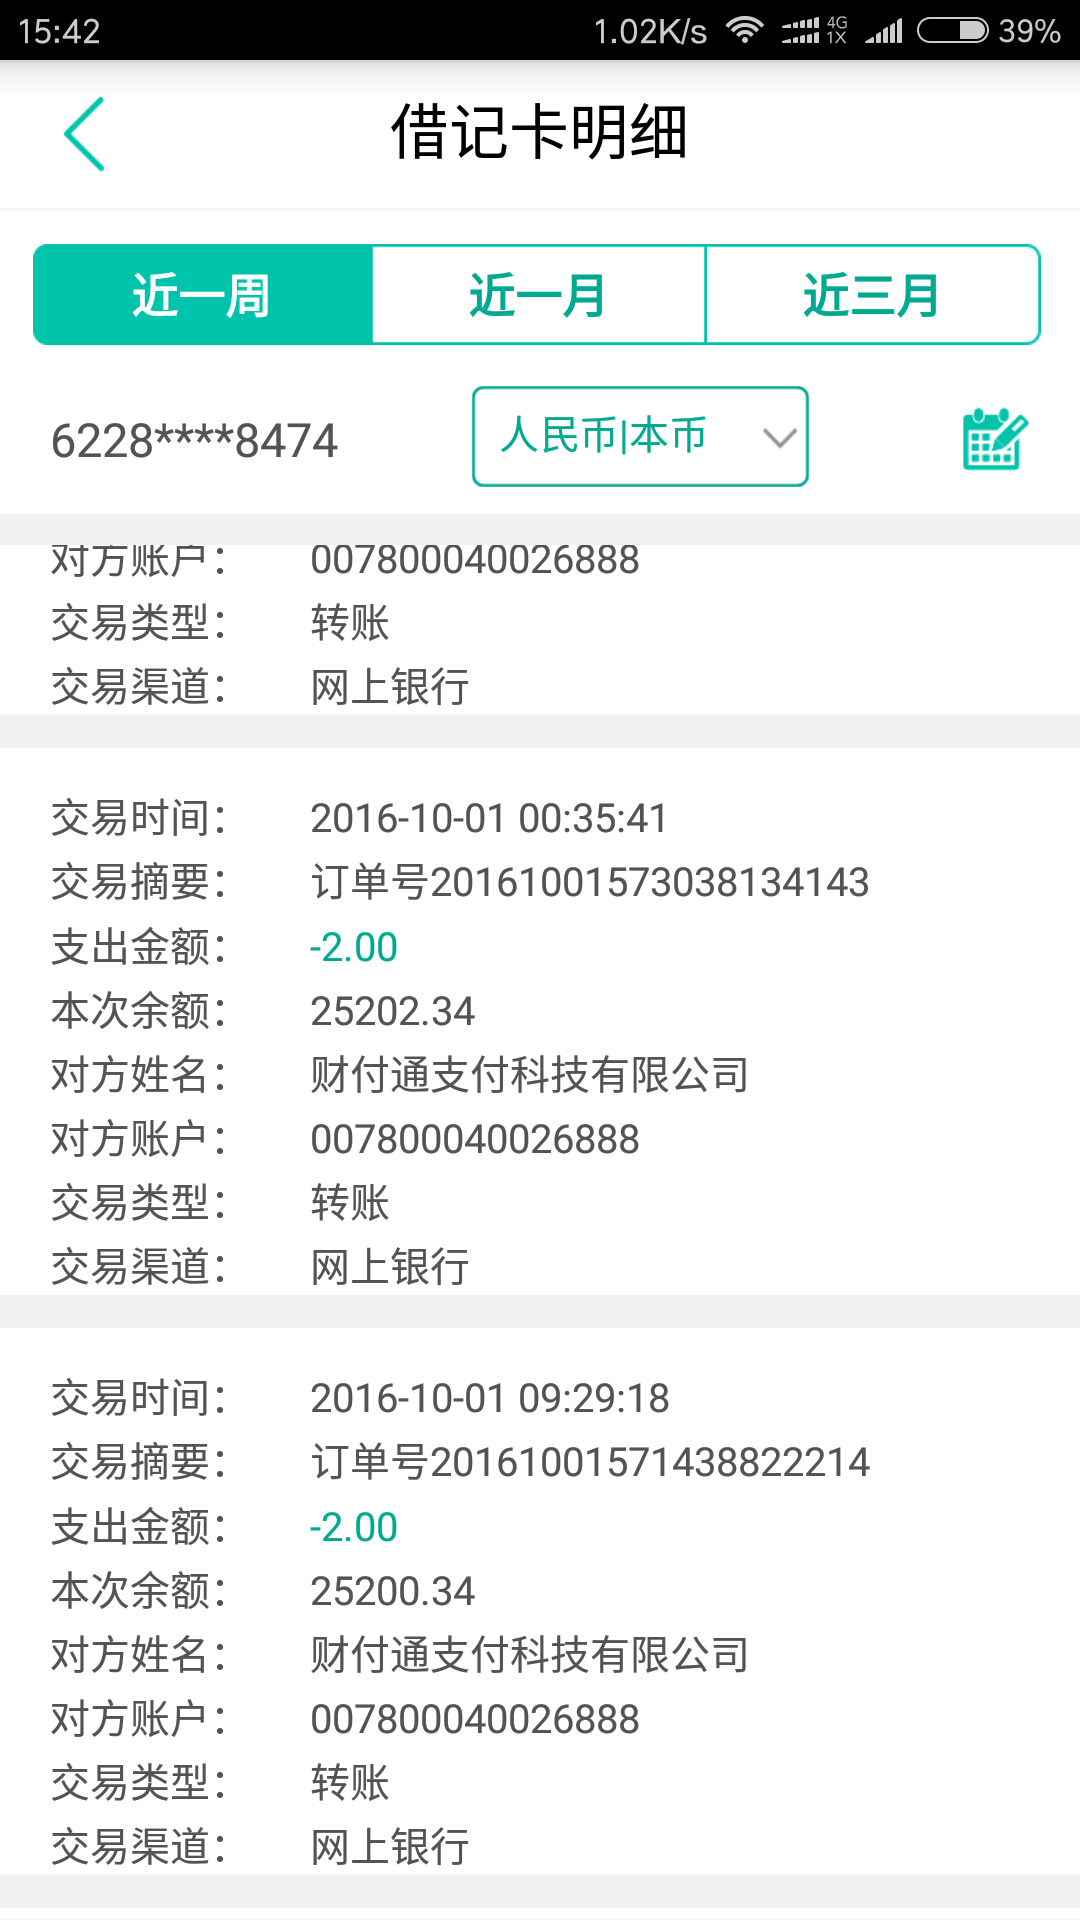 15:42 1.02K/s 4G 1X 39%
借记卡明细
近一周 近一月 近三月
6228****8474 人民币|本币
对方账户： 007800040026888
交易类型： 转账
交易渠道： 网上银行
交易时间： 2016-10-01 00:35:41
交易摘要： 订单号20161001573038134143
支出金额： -2.00
本次余额： 25202.34
对方姓名： 财付通支付科技有限公司
对方账户： 007800040026888
交易类型： 转账
交易渠道： 网上银行
交易时间： 2016-10-01 09:29:18
交易摘要： 订单号20161001571438822214
支出金额： -2.00
本次余额： 25200.34
对方姓名： 财付通支付科技有限公司
对方账户： 007800040026888
交易类型： 转账
交易渠道： 网上银行